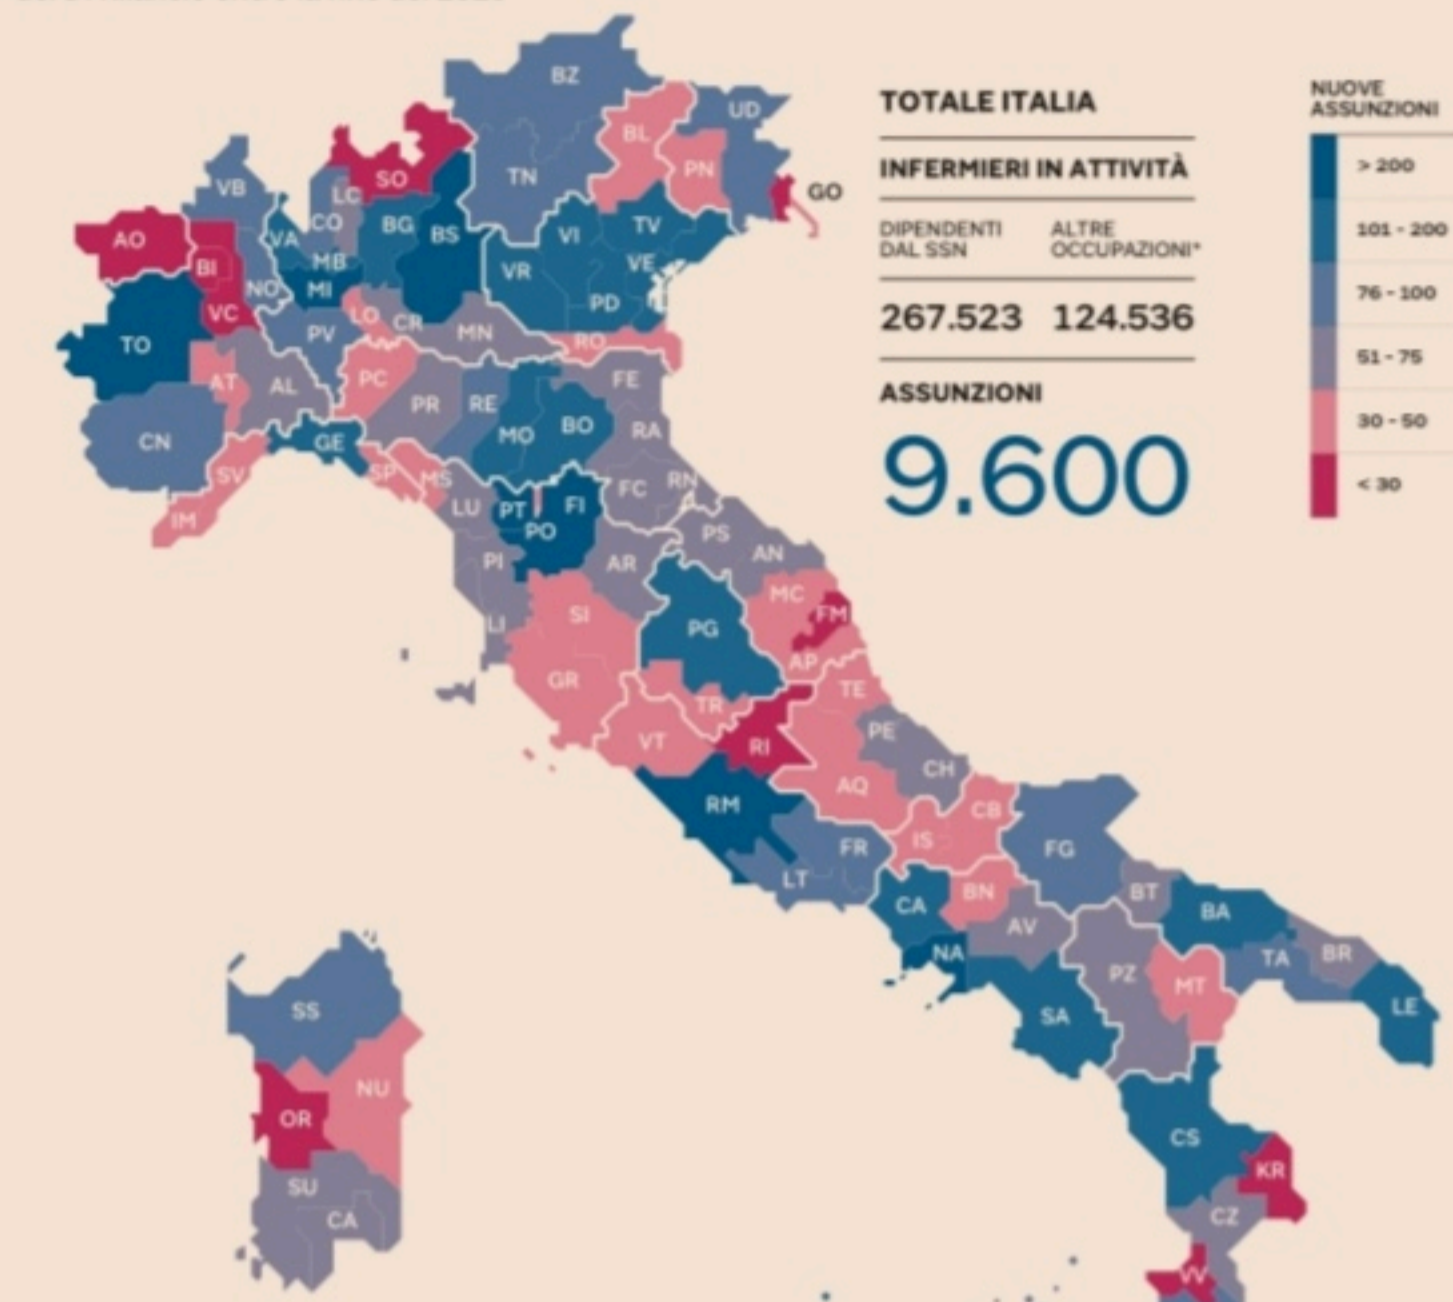 TOTALE ITALIA
INFERMIERI IN ATTIVITÀ
DIPENDENTI
DAL SSN
ALTRE
OCCUPAZIONI*
267.523
124.536
ASSUNZIONI
9.600
NUOVE
ASSUNZIONI
> 200
101 - 200
76 - 100
51 - 75
30 - 50
< 30
BZ
UD
BL
PN
TN
SO
GO
VB
LC
CO
BG
BS
VA
TV
VI
AO
MB
VE
BI
VR
NO
MI
PD
VC
LO
CR
MN
PV
RO
TO
AT
AL
PC
PR
RE
FE
CN
GE
MO
BO
RA
SV
SP
MS
FC
RN
LU
PT
FI
IM
PO
PS
AN
PI
AR
MC
FM
LI
SI
PG
AP
GR
TE
TR
VT
RI
PE
CH
AQ
RM
CB
IS
FR
FG
LT
BN
BT
CA
BA
AV
NA
TA
BR
PZ
MT
SS
SA
LE
NU
OR
CS
KR
SU
CA
CZ
VV